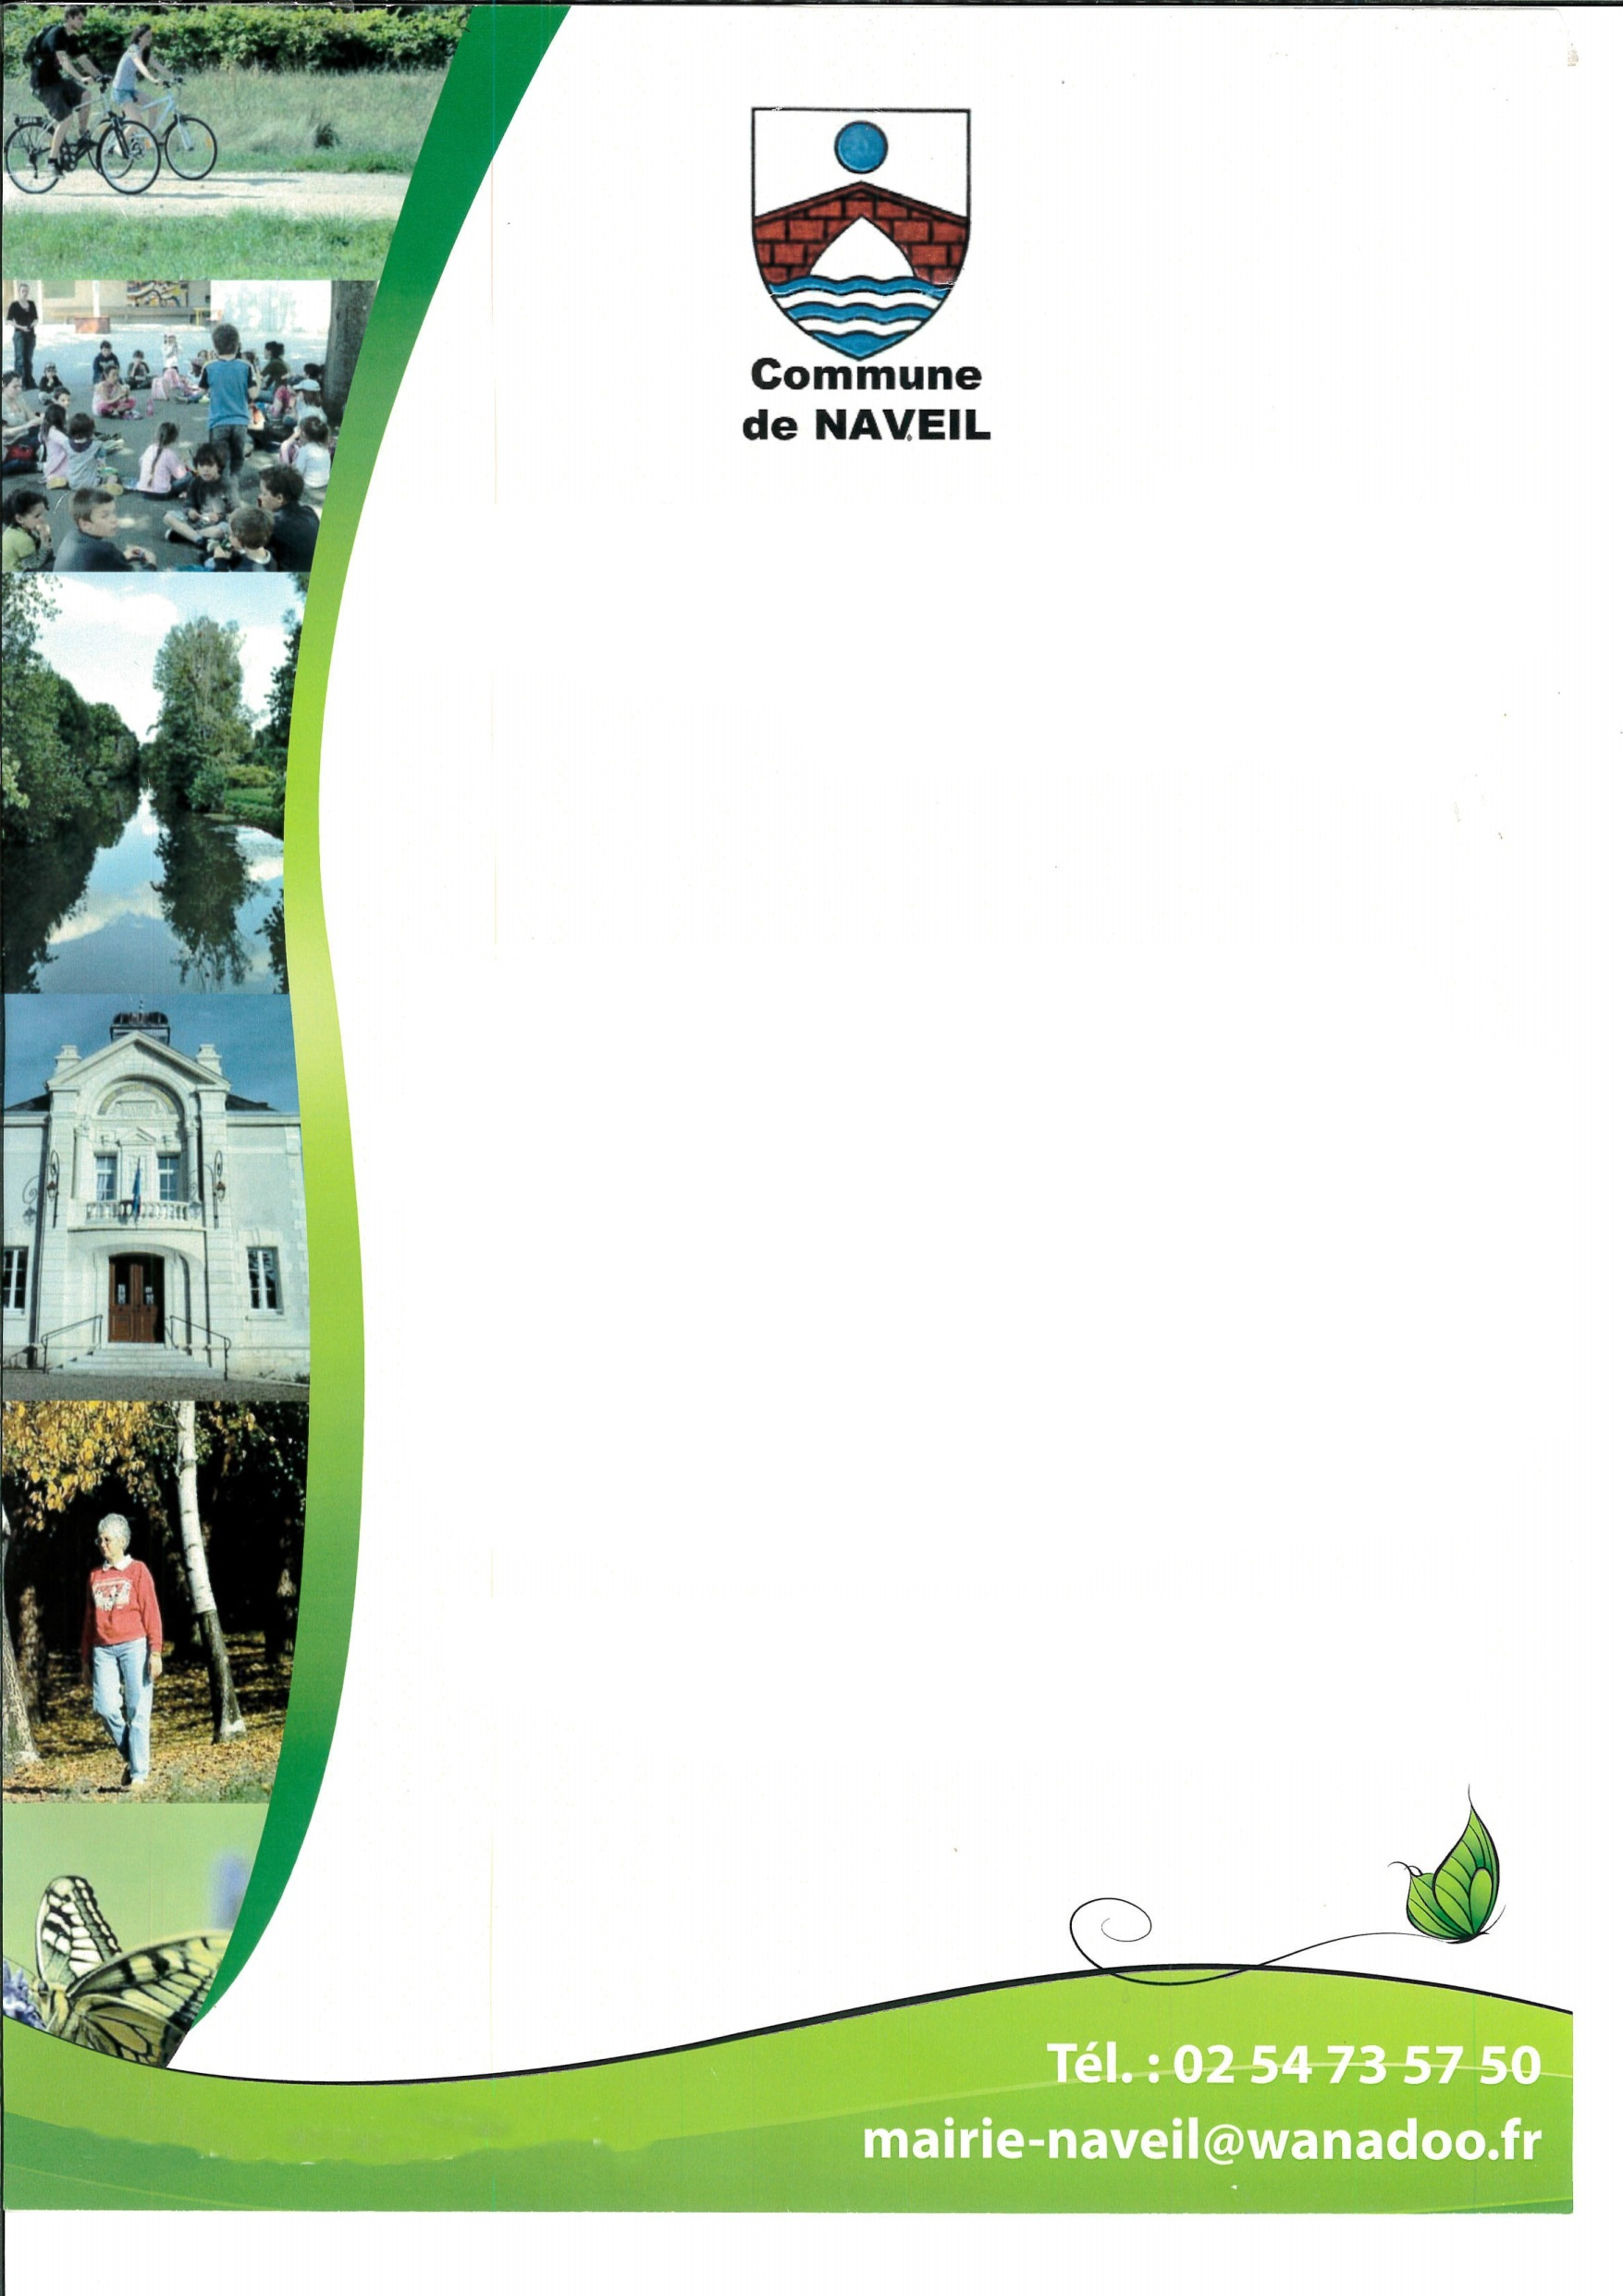 Commune
de NAVEIL
Tél. : 02 54 73 57 50
mairie-naveil@wanadoo.fr